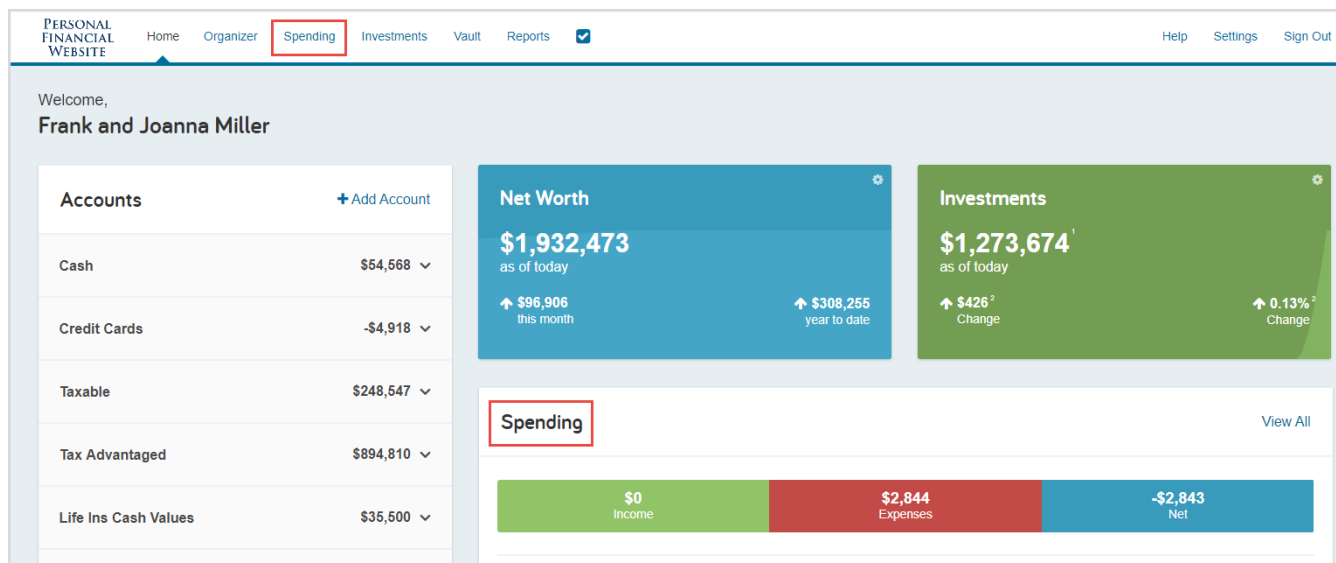 PERSONAL
FINANCIAL
WEBSITE
Home Organizer Spending Investments Vault Reports
Help Settings Sign Out
Welcome,
Frank and Joanna Miller
Accounts
+ Add Account
Cash $54,568
Credit Cards -$4,918
Taxable $248,547
Tax Advantaged $894,810
Life Ins Cash Values $35,500
Net Worth
$1,932,473
as of today
$96,906
this month
$308,255
year to date
Investments
$1,273,674 1
as of today
$426 2
Change
0.13% 2
Change
Spending
View All
$0
Income
$2,844
Expenses
-$2,843
Net